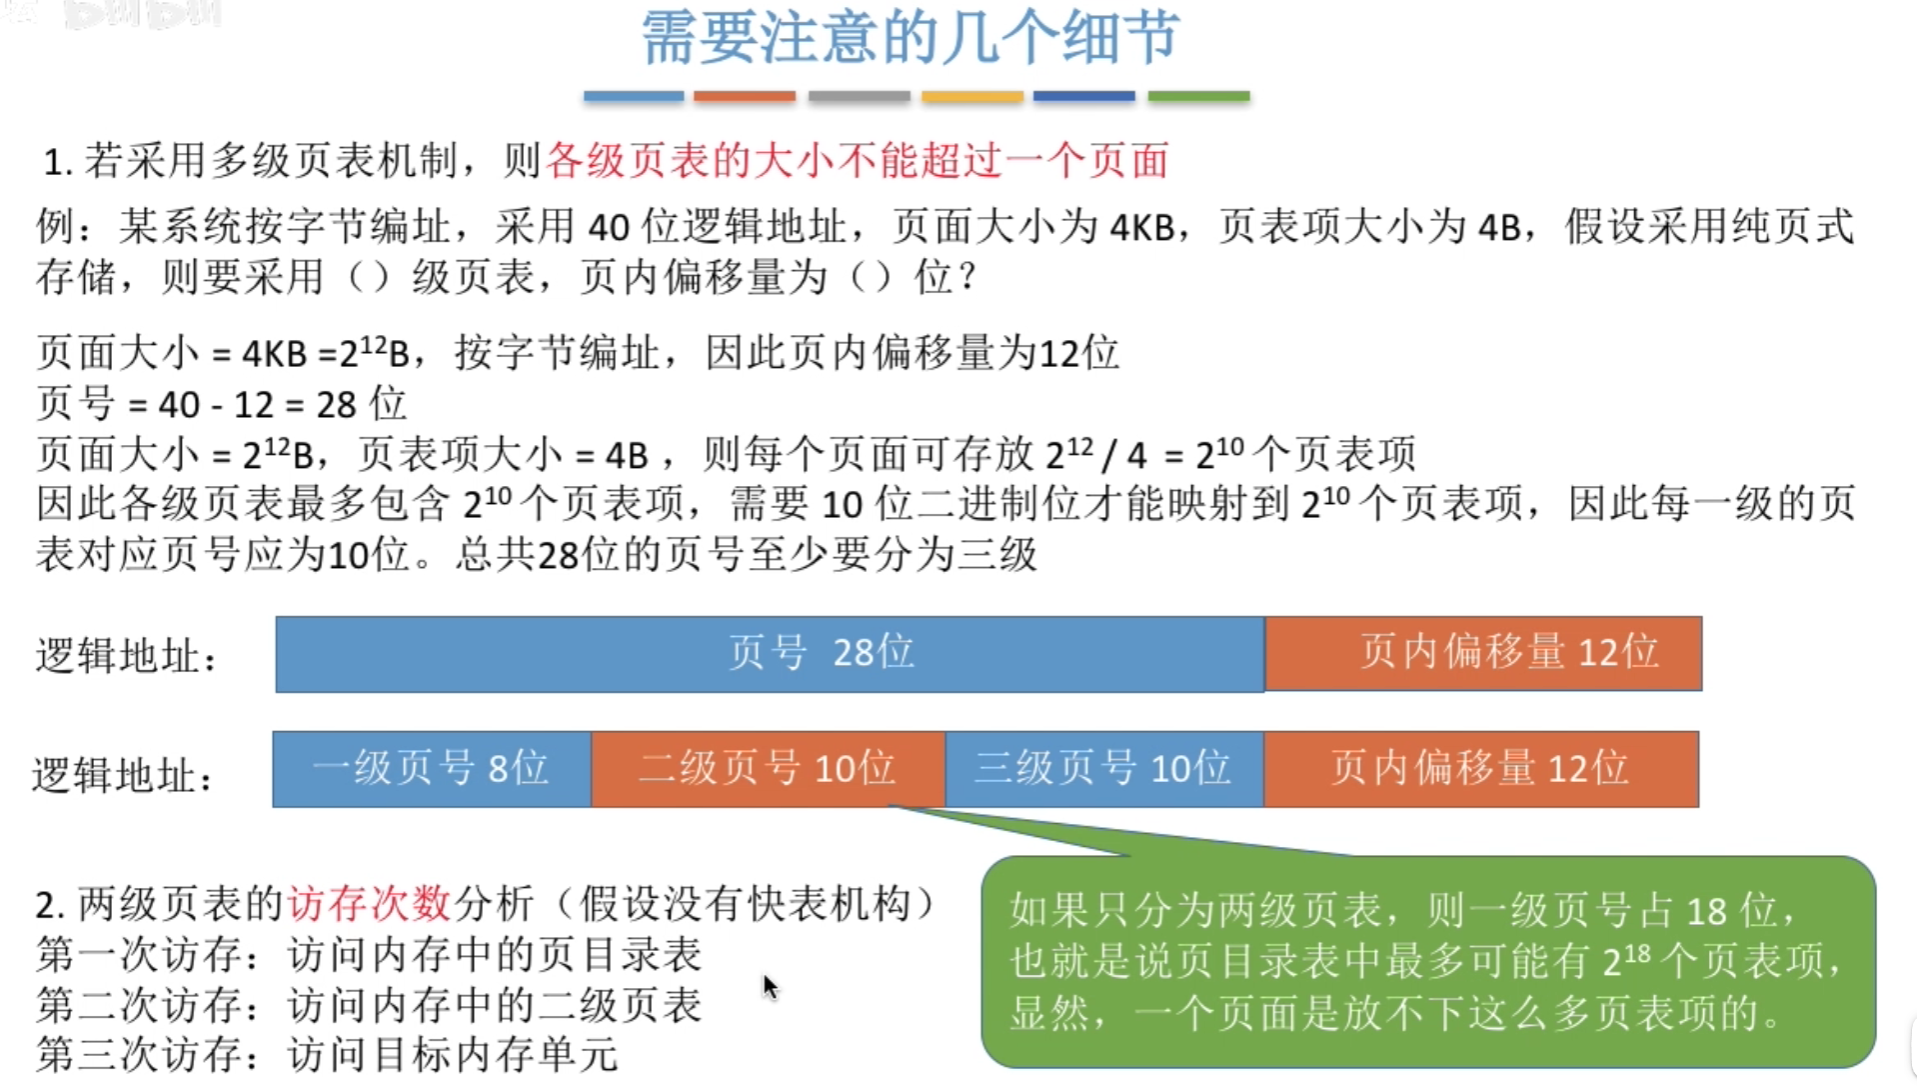 需要注意的几个细节
1. 若采用多级页表机制，则各级页表的大小不能超过一个页面
例：某系统按字节编址，采用 40 位逻辑地址，页面大小为 4KB，页表项大小为 4B，假设采用纯页式
存储，则要采用（）级页表，页内偏移量为（）位？
页面大小 = 4KB =2¹²B，按字节编址，因此页内偏移量为12位
页号 = 40 - 12 = 28 位
页面大小 = 2¹²B，页表项大小 = 4B ，则每个页面可存放 2¹² / 4 = 2¹⁰ 个页表项
因此各级页表最多包含 2¹⁰ 个页表项，需要 10 位二进制位才能映射到 2¹⁰ 个页表项，因此每一级的页
表对应页号应为10位。总共28位的页号至少要分为三级
逻辑地址： 页号 28位 页内偏移量 12位
逻辑地址： 一级页号 8位 二级页号 10位 三级页号 10位 页内偏移量 12位
2. 两级页表的访存次数分析（假设没有快表机构）
第一次访存：访问内存中的页目录表
第二次访存：访问内存中的二级页表
第三次访存：访问目标内存单元
如果只分为两级页表，则一级页号占 18 位，
也就是说页目录表中最多可能有 2¹⁸ 个页表项，
显然，一个页面是放不下这么多页表项的。